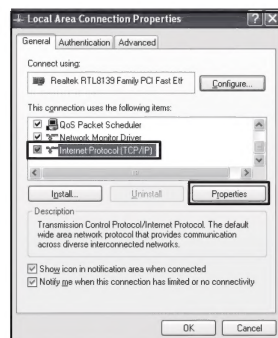 Local Area Connection Properties
General Authentication Advanced
Connect using:
Realtek RTL8139 Family PCI Fast Eth
Configure...
This connection uses the following items:
QoS Packet Scheduler
Network Monitor Driver
Internet Protocol (TCP/IP)
Install... Uninstall Properties
Description
Transmission Control Protocol/Internet Protocol. The default
wide area network protocol that provides communication
across diverse interconnected networks.
Show icon in notification area when connected
Notify me when this connection has limited or no connectivity
OK Cancel